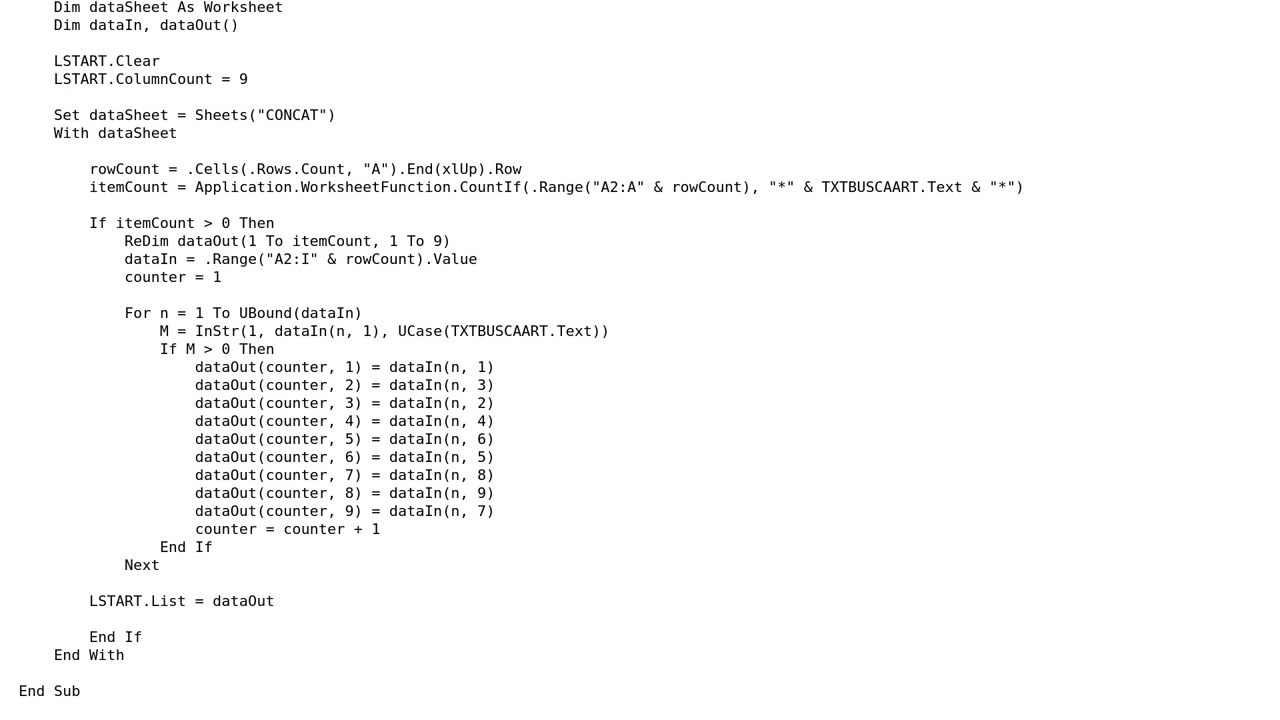 Dim dataSheet As Worksheet
Dim dataIn, dataOut()
LSTART.Clear
LSTART.ColumnCount = 9
Set dataSheet = Sheets("CONCAT")
With dataSheet
rowCount = .Cells(.Rows.Count, "A").End(xlUp).Row
itemCount = Application.WorksheetFunction.CountIf(.Range("A2:A" & rowCount), "*" & TXTBUSCAART.Text & "*")
If itemCount > 0 Then
ReDim dataOut(1 To itemCount, 1 To 9)
dataIn = .Range("A2:I" & rowCount).Value
counter = 1
For n = 1 To UBound(dataIn)
M = InStr(1, dataIn(n, 1), UCase(TXTBUSCAART.Text))
If M > 0 Then
dataOut(counter, 1) = dataIn(n, 1)
dataOut(counter, 2) = dataIn(n, 3)
dataOut(counter, 3) = dataIn(n, 2)
dataOut(counter, 4) = dataIn(n, 4)
dataOut(counter, 5) = dataIn(n, 6)
dataOut(counter, 6) = dataIn(n, 5)
dataOut(counter, 7) = dataIn(n, 8)
dataOut(counter, 8) = dataIn(n, 9)
dataOut(counter, 9) = dataIn(n, 7)
counter = counter + 1
End If
Next
LSTART.List = dataOut
End If
End With
End Sub